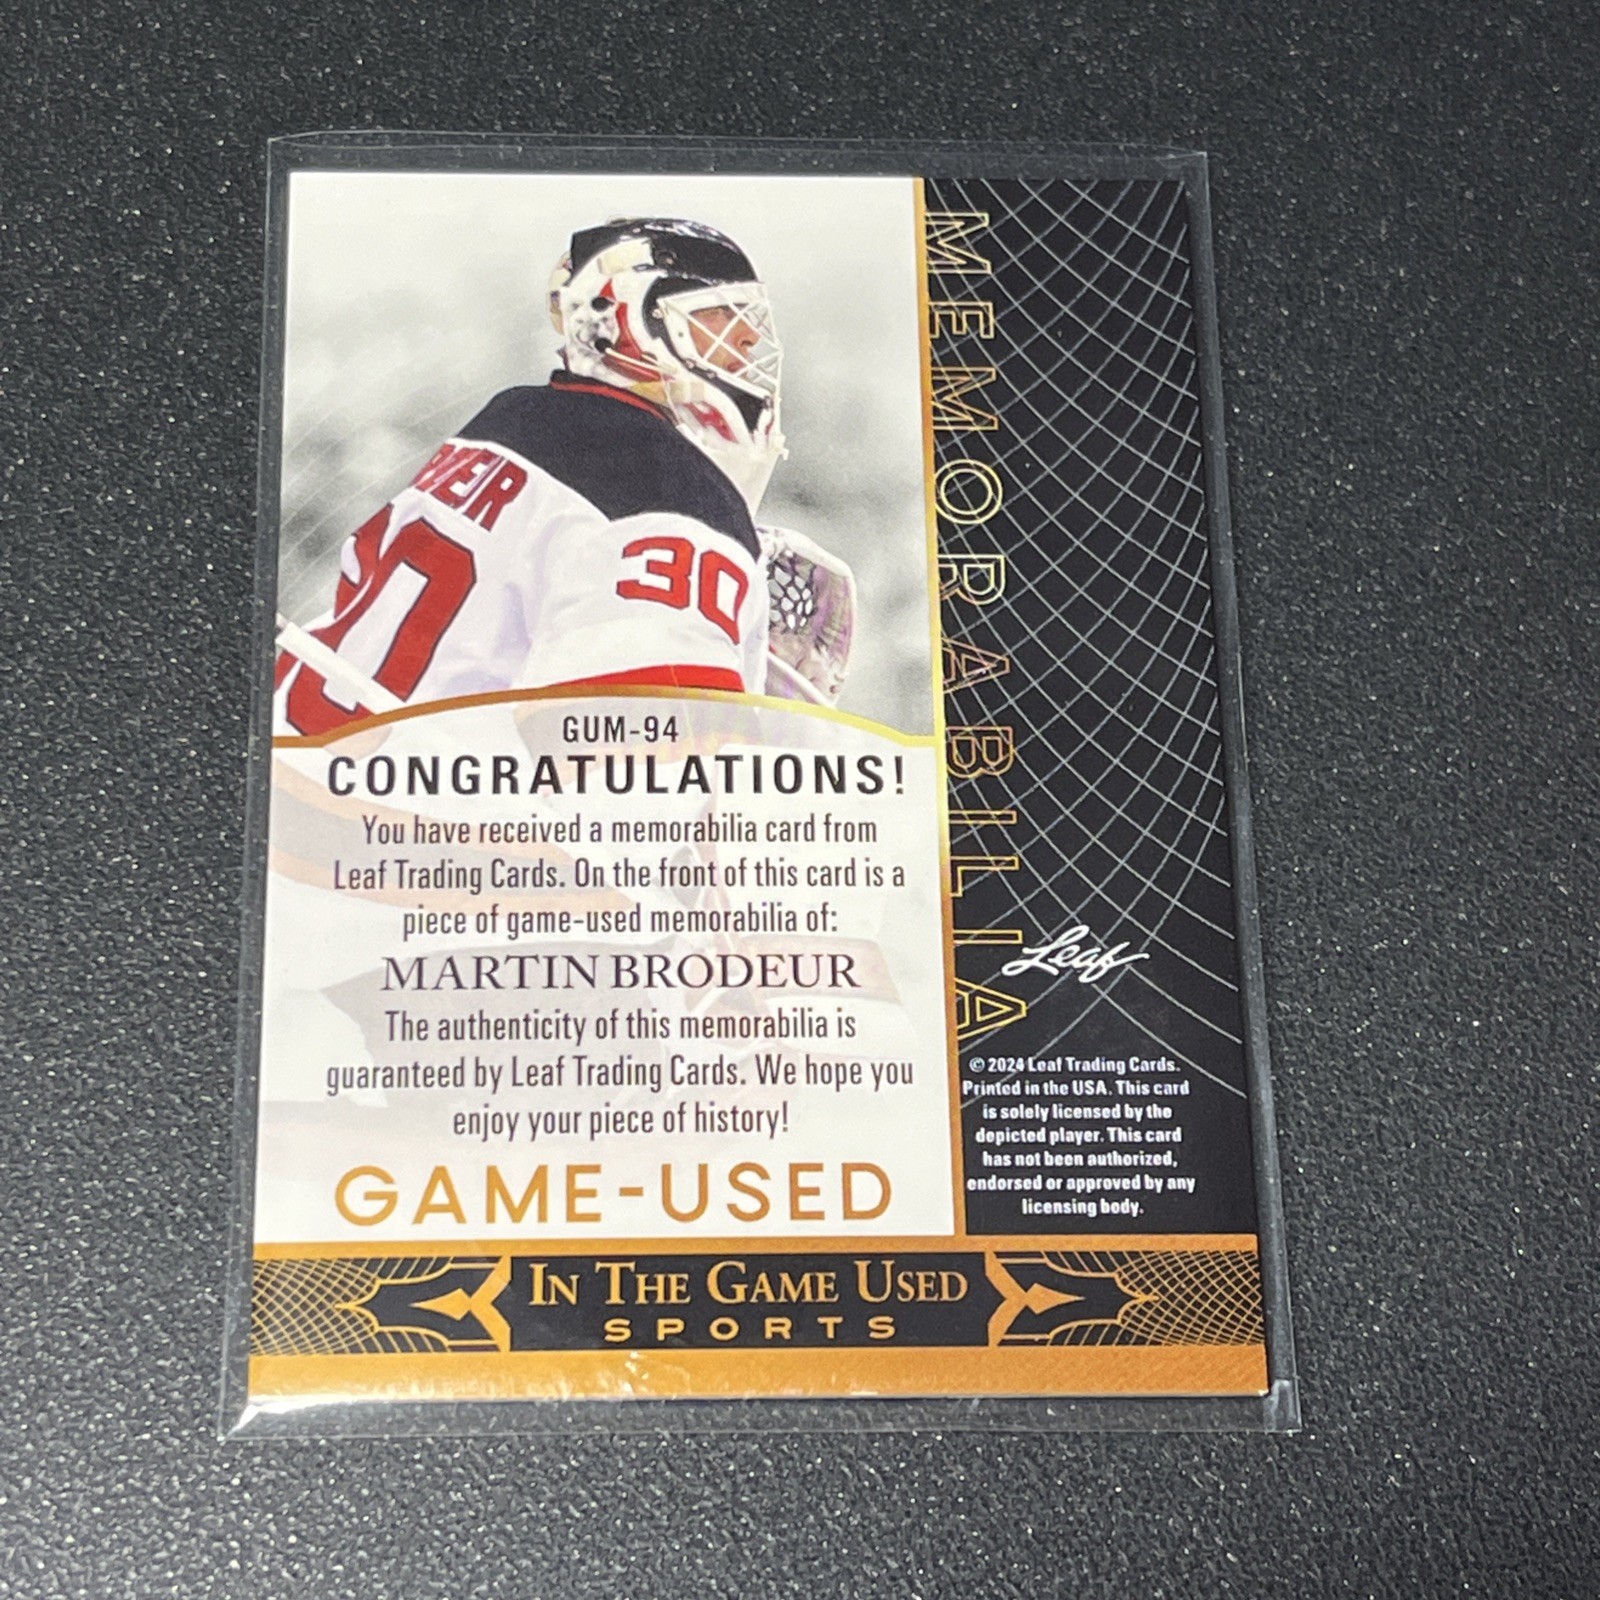 30
GUM-94
CONGRATULATIONS!
You have received a memorabilia card from
Leaf Trading Cards. On the front of this card is a
piece of game-used memorabilia of:
MARTIN BRODEUR
The authenticity of this memorabilia is
guaranteed by Leaf Trading Cards. We hope you
enjoy your piece of history!
GAME-USED
MEMORABILIA
Leaf
© 2024 Leaf Trading Cards.
Printed in the USA. This card
is solely licensed by the
depicted player. This card
has not been authorized,
endorsed or approved by any
licensing body.
IN THE GAME USED
SPORTS